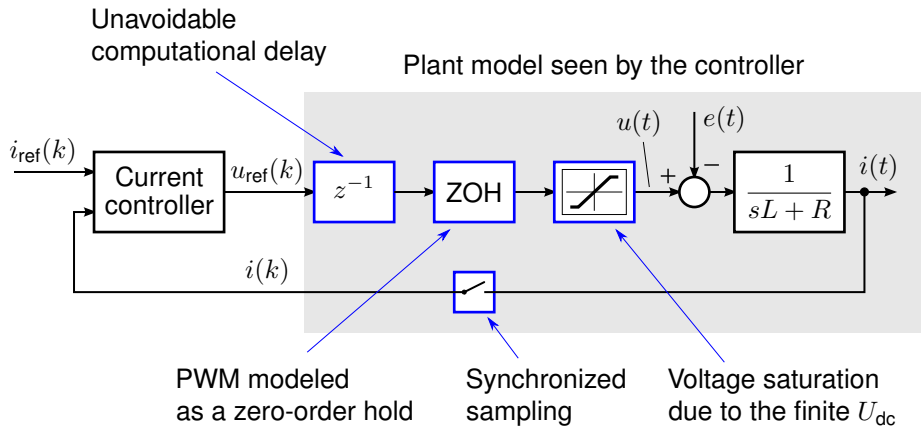 Unavoidable
computational delay
Plant model seen by the controller
u(t)
e(t)
i_ref(k)
Current
controller
u_ref(k)
z^{-1}
ZOH
+
−
1
sL + R
i(t)
i(k)
PWM modeled
as a zero-order hold
Synchronized
sampling
Voltage saturation
due to the finite U_dc